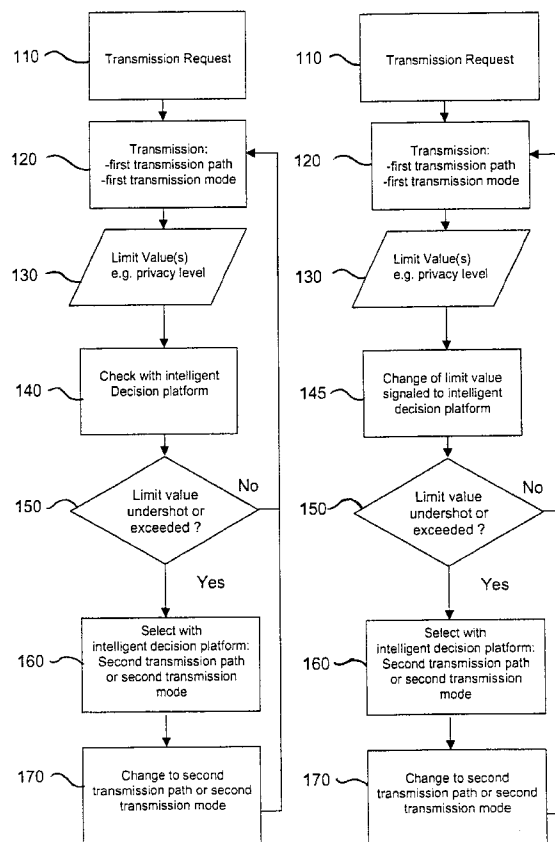 110
Transmission Request
120
Transmission:
-first transmission path
-first transmission mode
130
Limit Value(s)
e.g. privacy level
140
Check with intelligent
Decision platform
150
Limit value
undershot or
exceeded ?
No
Yes
160
Select with
intelligent decision platform:
Second transmission path
or second transmission
mode
170
Change to second
transmission path or second
transmission mode
110
Transmission Request
120
Transmission:
-first transmission path
-first transmission mode
130
Limit Value(s)
e.g. privacy level
145
Change of limit value
signaled to intelligent
decision platform
150
Limit value
undershot or
exceeded ?
No
Yes
160
Select with
intelligent decision platform:
Second transmission path
or second transmission
mode
170
Change to second
transmission path or second
transmission mode